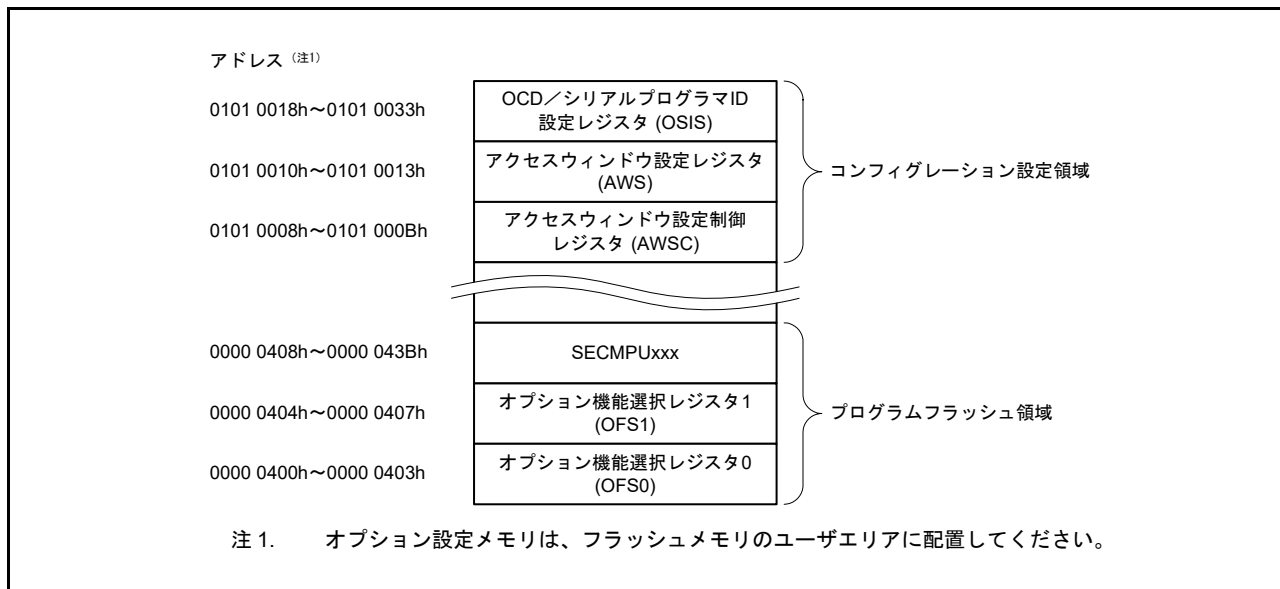 アドレス（注1）
0101 0018h～0101 0033h
OCD／シリアルプログラマID
設定レジスタ (OSIS)
0101 0010h～0101 0013h
アクセスウィンドウ設定レジスタ
(AWS)
コンフィグレーション設定領域
0101 0008h～0101 000Bh
アクセスウィンドウ設定制御
レジスタ (AWSC)
0000 0408h～0000 043Bh
SECMPUxxx
0000 0404h～0000 0407h
オプション機能選択レジスタ1
(OFS1)
プログラムフラッシュ領域
0000 0400h～0000 0403h
オプション機能選択レジスタ0
(OFS0)
注 1. オプション設定メモリは、フラッシュメモリのユーザエリアに配置してください。